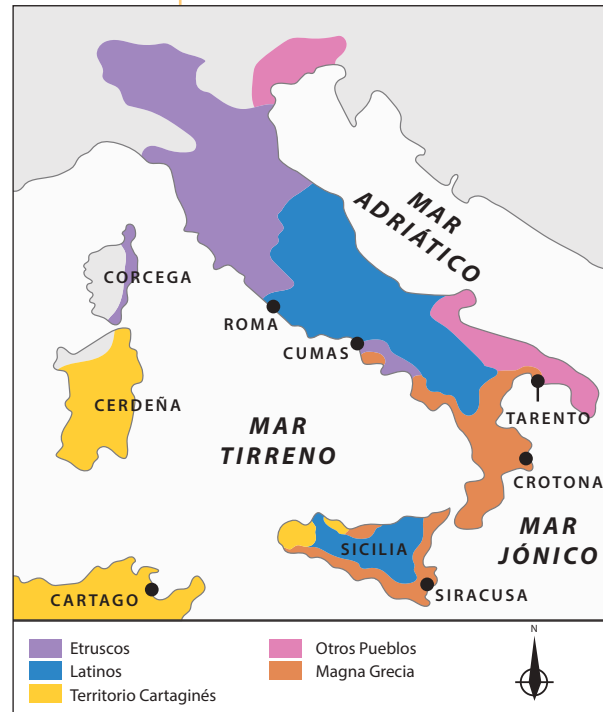 MAR
ADRIÁTICO
CORCEGA
ROMA
CUMAS
CERDEÑA
TARENTO
MAR
TIRRENO
CROTONA
MAR
JÓNICO
SICILIA
SIRACUSA
CARTAGO
Etruscos
Latinos
Territorio Cartaginés
Otros Pueblos
Magna Grecia
N